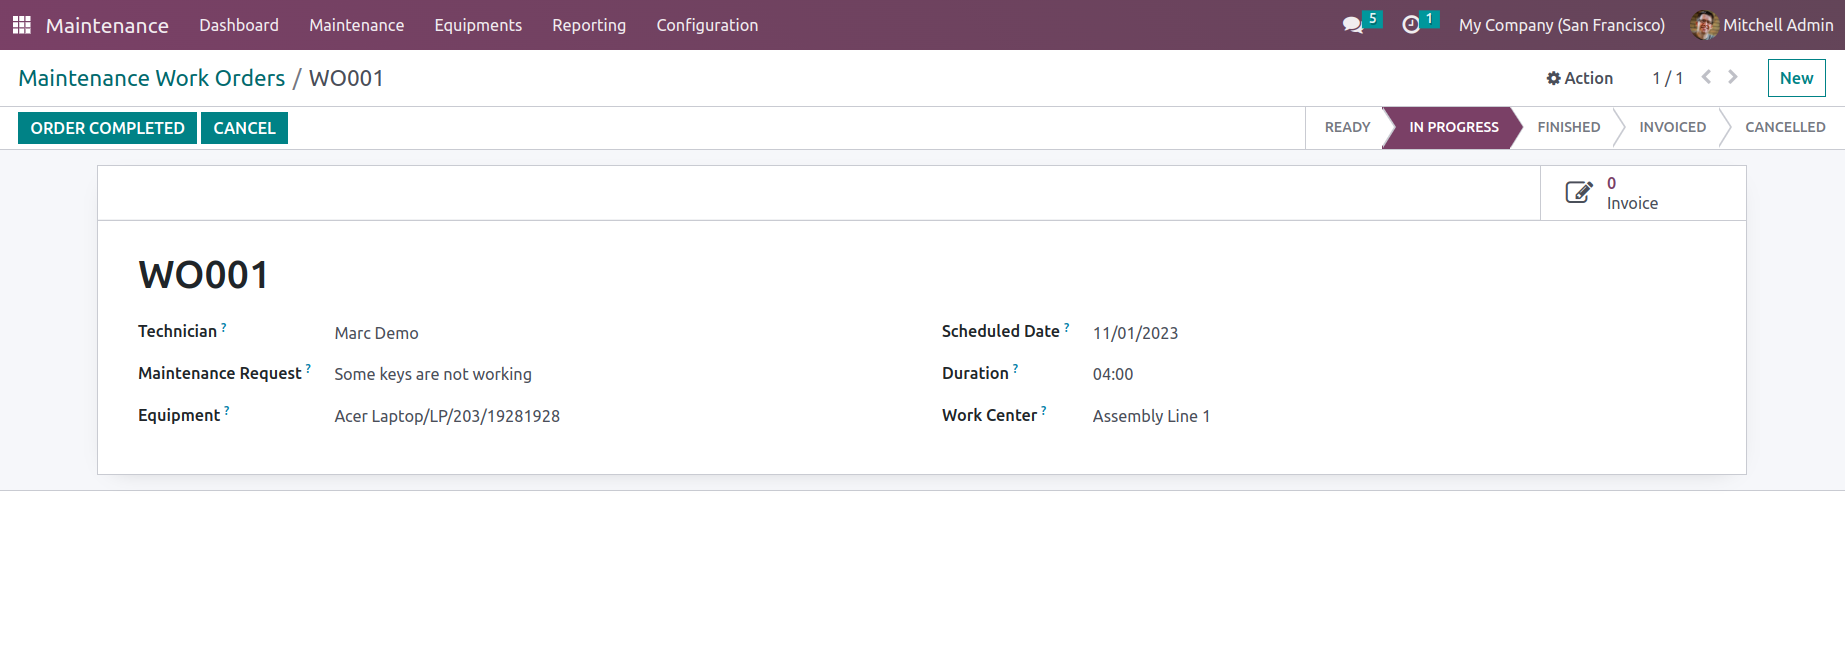 Maintenance Dashboard Maintenance Equipments Reporting Configuration 5 1 My Company (San Francisco) Mitchell Admin
Maintenance Work Orders / WO001 Action 1 / 1 New
ORDER COMPLETED CANCEL READY IN PROGRESS FINISHED INVOICED CANCELLED
0
Invoice
WO001
Technician ? Marc Demo Scheduled Date ? 11/01/2023
Maintenance Request ? Some keys are not working Duration ? 04:00
Equipment ? Acer Laptop/LP/203/19281928 Work Center ? Assembly Line 1